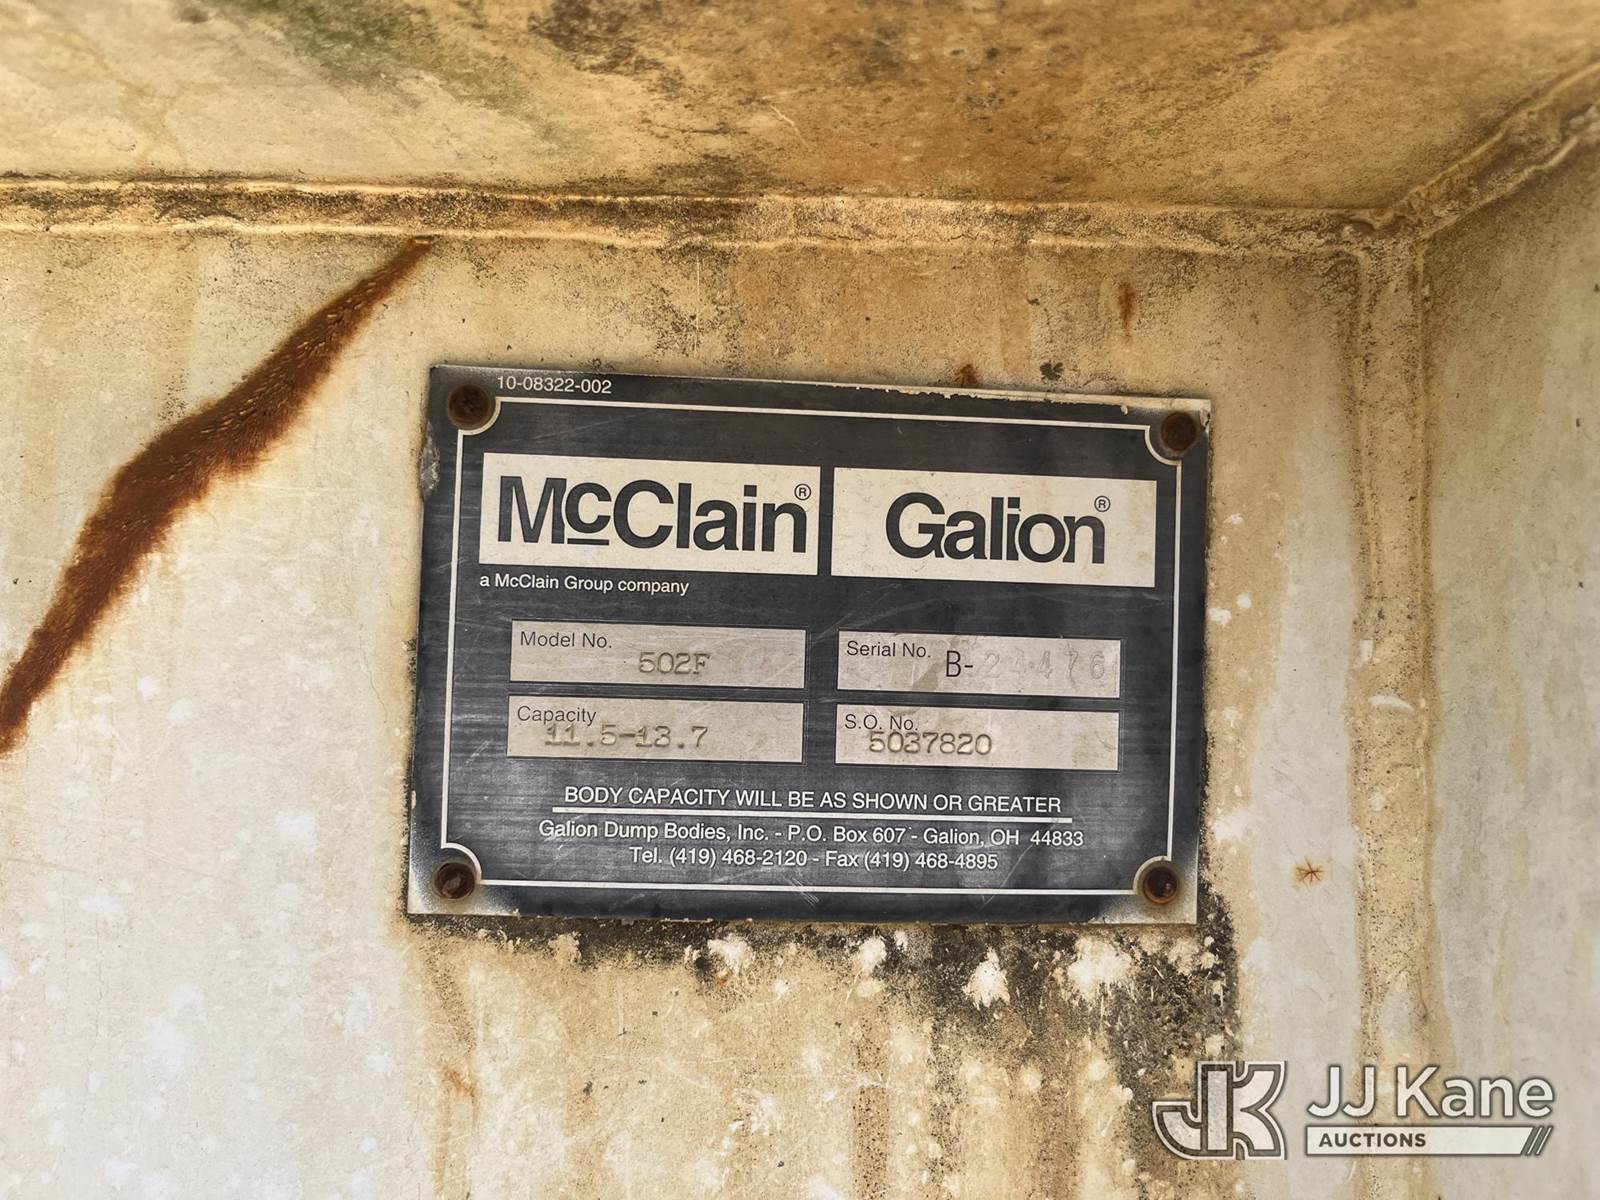 10-08322-002
McClain® Galion®
a McClain Group company
Model No. 502F
Serial No. B-24476
Capacity 11.5-13.7
S.O. No. 5037820
BODY CAPACITY WILL BE AS SHOWN OR GREATER
Galion Dump Bodies, Inc. - P.O. Box 607 - Galion, OH 44833
Tel. (419) 468-2120 - Fax (419) 468-4895
JK JJ Kane
AUCTIONS